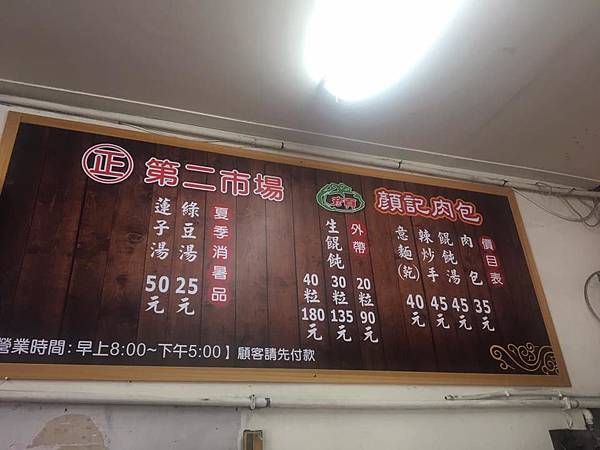 正 第二市場 顏記肉包
價目表
肉包 35元
餛飩湯 45元
辣炒手 45元
意麵(乾) 40元
外帶
生餛飩
20粒90元
30粒135元
40粒180元
夏季消暑品
綠豆湯 25元
蓮子湯 50元
營業時間:早上8:00~下午5:00】顧客請先付款